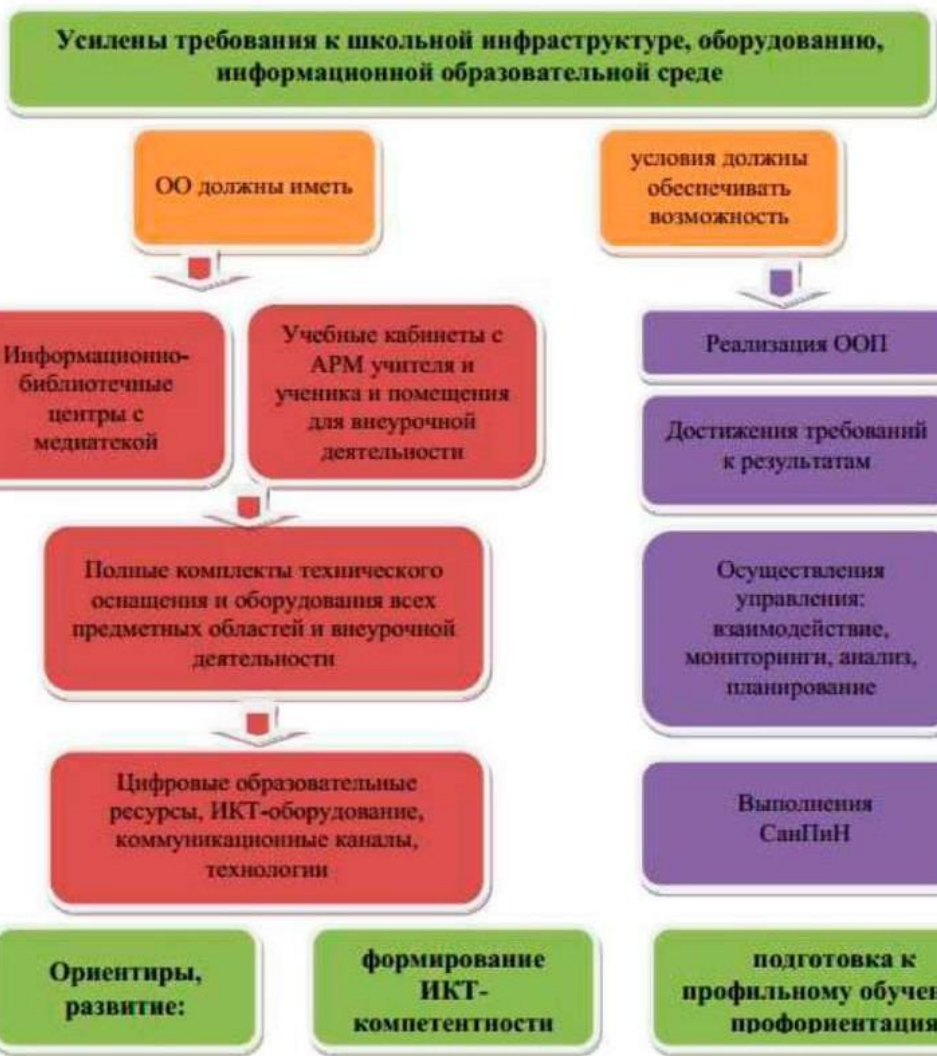 Усилены требования к школьной инфраструктуре, оборудованию,
информационной образовательной среде
ОО должны иметь
условия должны
обеспечивать
возможность
Информационно-
библиотечные
центры с
медиатекой
Учебные кабинеты с
АРМ учителя и
ученика и помещения
для внеурочной
деятельности
Полные комплекты технического
оснащения и оборудования всех
предметных областей и внеурочной
деятельности
Цифровые образовательные
ресурсы, ИКТ-оборудование,
коммуникационные каналы,
технологии
Реализация ООП
Достижения требований
к результатам
Осуществления
управления:
взаимодействие,
мониторинги, анализ,
планирование
Выполнения
СанПиН
Ориентиры,
развитие:
формирование
ИКТ-
компетентности
подготовка к
профильному
профориентация